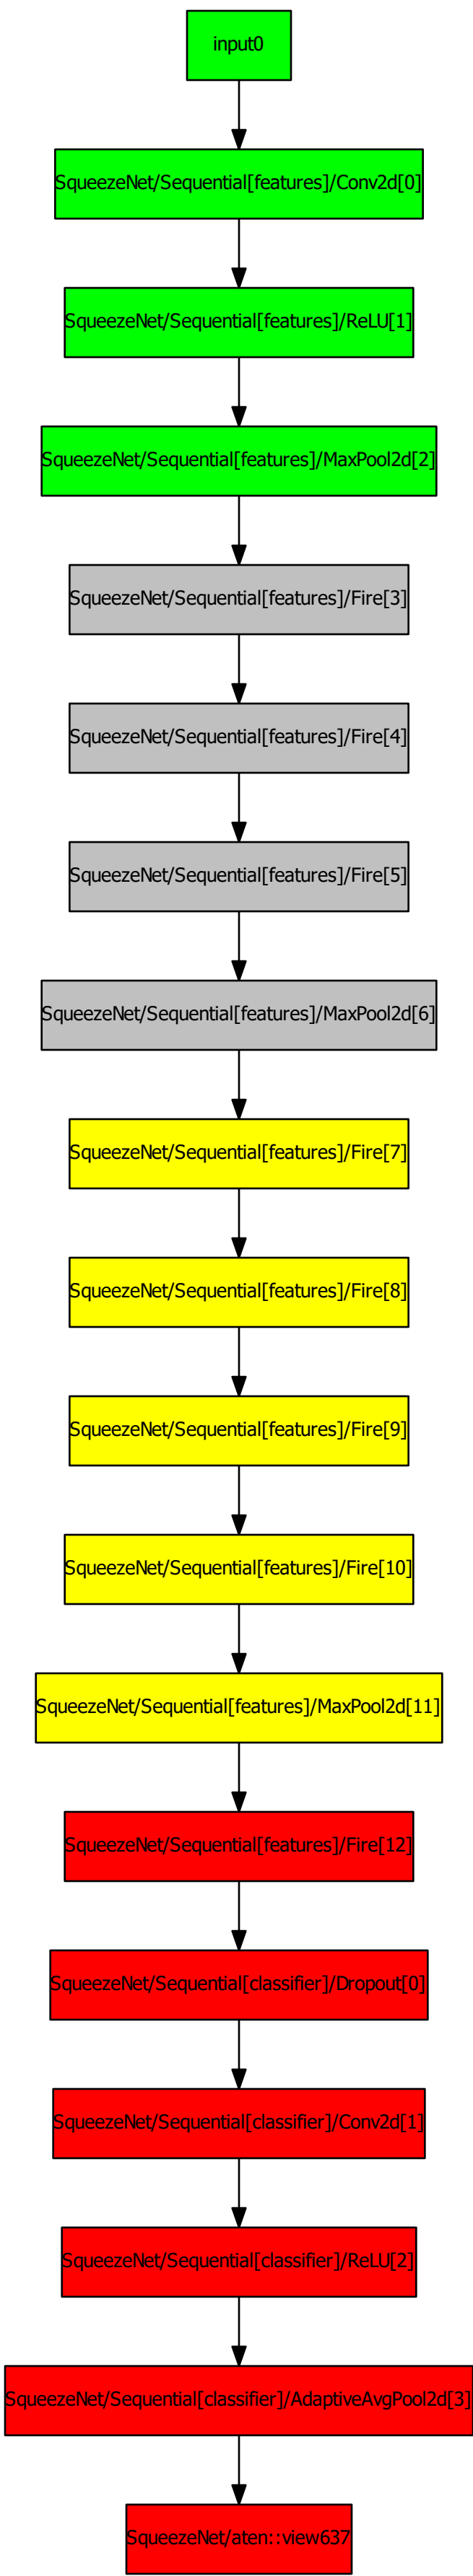 input0
SqueezeNet/Sequential[features]/Conv2d[0]
SqueezeNet/Sequential[features]/ReLU[1]
SqueezeNet/Sequential[features]/MaxPool2d[2]
SqueezeNet/Sequential[features]/Fire[3]
SqueezeNet/Sequential[features]/Fire[4]
SqueezeNet/Sequential[features]/Fire[5]
SqueezeNet/Sequential[features]/MaxPool2d[6]
SqueezeNet/Sequential[features]/Fire[7]
SqueezeNet/Sequential[features]/Fire[8]
SqueezeNet/Sequential[features]/Fire[9]
SqueezeNet/Sequential[features]/Fire[10]
SqueezeNet/Sequential[features]/MaxPool2d[11]
SqueezeNet/Sequential[features]/Fire[12]
SqueezeNet/Sequential[classifier]/Dropout[0]
SqueezeNet/Sequential[classifier]/Conv2d[1]
SqueezeNet/Sequential[classifier]/ReLU[2]
SqueezeNet/Sequential[classifier]/AdaptiveAvgPool2d[3]
SqueezeNet/aten::view637